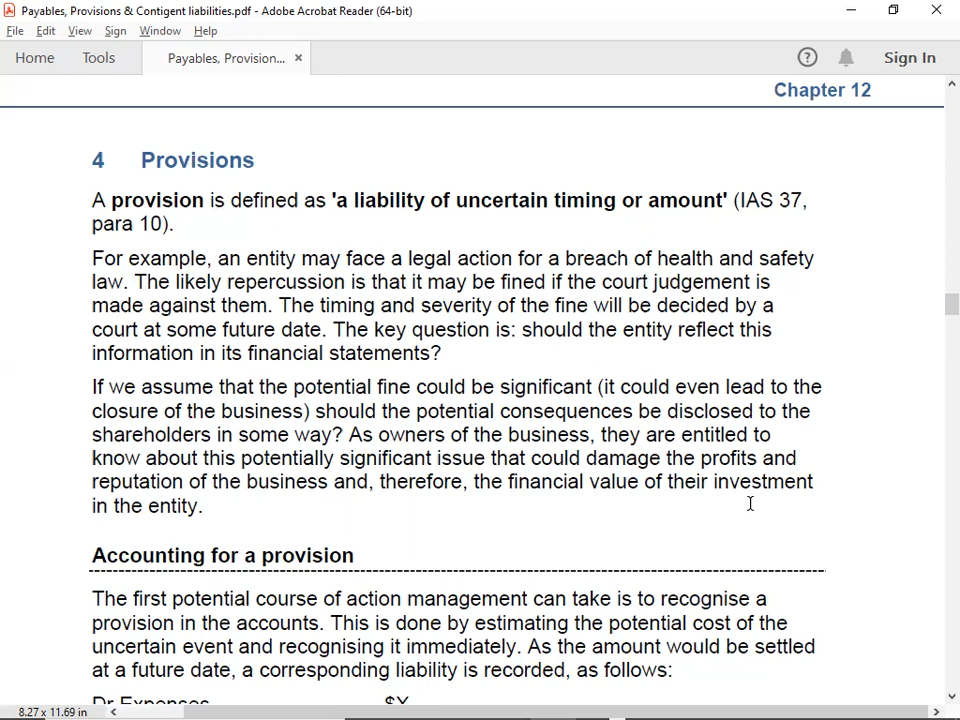 Payables, Provisions & Contigent liabilities.pdf - Adobe Acrobat Reader (64-bit)
File Edit View Sign Window Help
Home Tools Payables, Provision... × Sign In
Chapter 12
4 Provisions
A provision is defined as 'a liability of uncertain timing or amount' (IAS 37,
para 10).
For example, an entity may face a legal action for a breach of health and safety
law. The likely repercussion is that it may be fined if the court judgement is
made against them. The timing and severity of the fine will be decided by a
court at some future date. The key question is: should the entity reflect this
information in its financial statements?
If we assume that the potential fine could be significant (it could even lead to the
closure of the business) should the potential consequences be disclosed to the
shareholders in some way? As owners of the business, they are entitled to
know about this potentially significant issue that could damage the profits and
reputation of the business and, therefore, the financial value of their investment
in the entity.
Accounting for a provision
The first potential course of action management can take is to recognise a
provision in the accounts. This is done by estimating the potential cost of the
uncertain event and recognising it immediately. As the amount would be settled
at a future date, a corresponding liability is recorded, as follows:
Dr Expenses $X
8.27 x 11.69 in